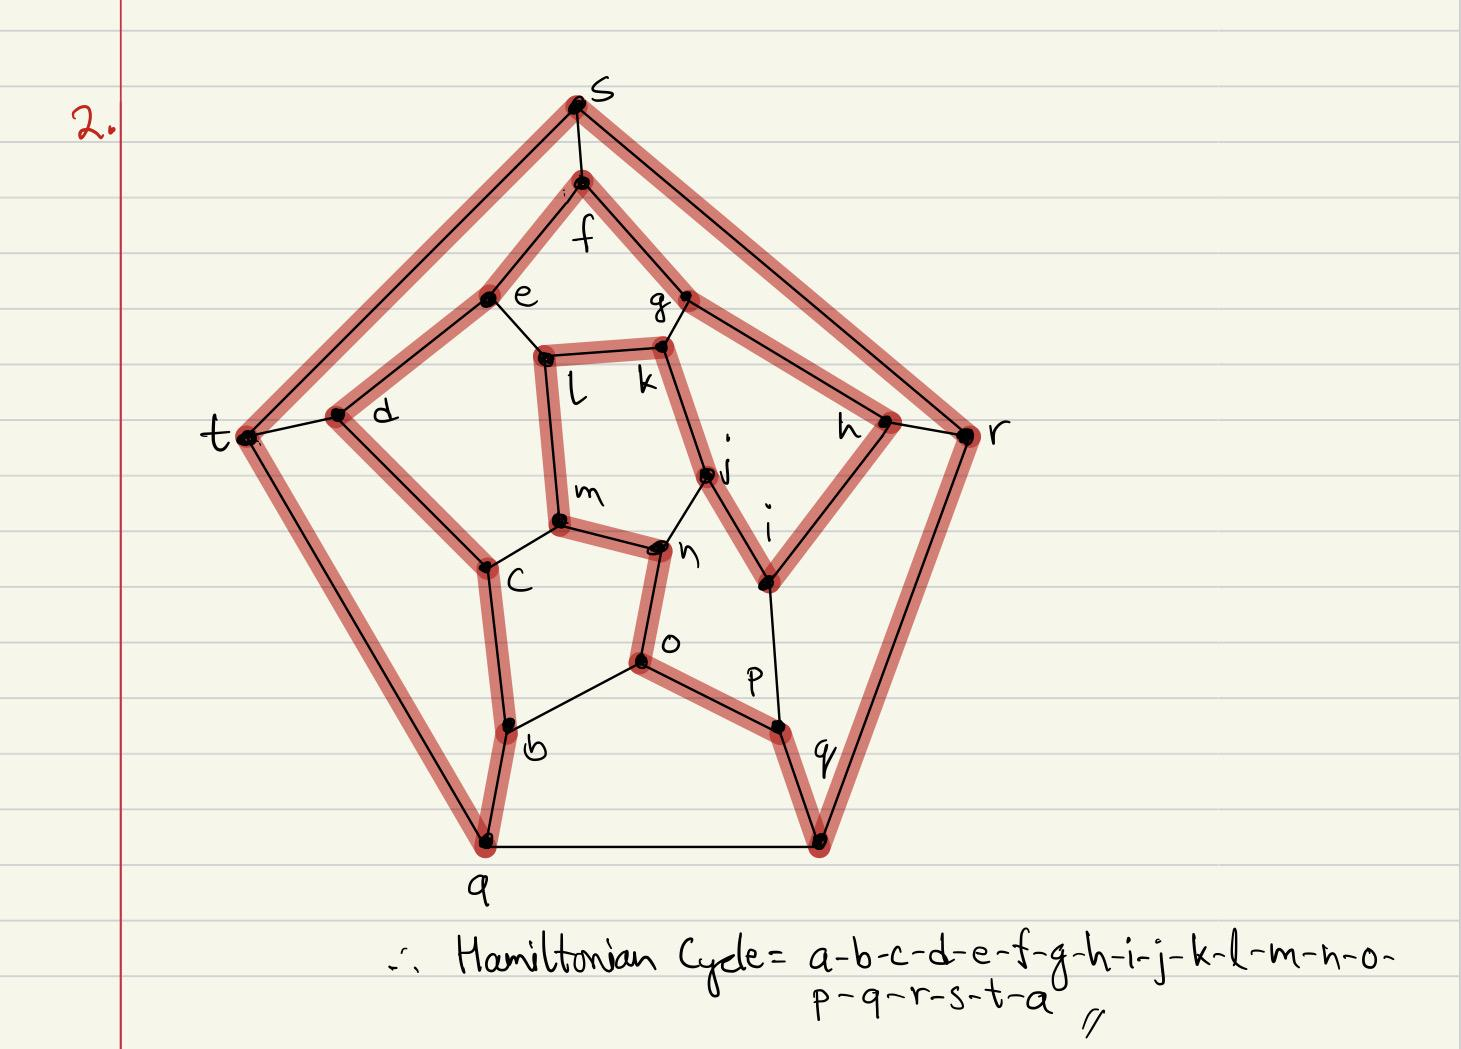 2.
s
f
e
g
l
k
t
d
h
r
j
m
i
n
c
o
p
b
q
a
∴ Hamiltonian Cycle = a-b-c-d-e-f-g-h-i-j-k-l-m-n-o-
p-q-r-s-t-a //